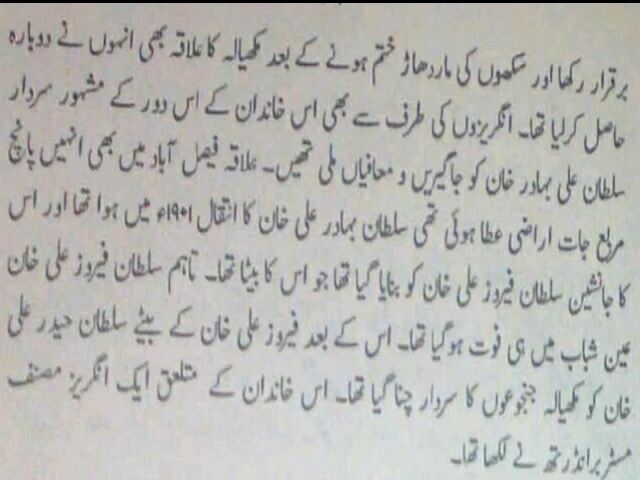 برقرار رکھا اور سکھوں کی مار دھاڑ ختم ہونے کے بعد مکھیالہ کا علاقہ بھی انہوں نے دوبارہ
حاصل کر لیا تھا۔ انگریزوں کی طرف سے بھی اس خاندان کے اس دور کے مشہور سردار
سلطان علی بہادر خان کو جاگیریں و معافیاں ملی تھیں۔ علاقہ فیصل آباد میں بھی انہیں پانچ
مربع جات اراضی عطا ہوئی تھی سلطان بہادر علی خان کا انتقال ۱۹۰۱ء میں ہوا تھا اور اس
کا جانشین سلطان فیروز علی خان کو بنایا گیا تھا جو اس کا بیٹا تھا۔ تاہم سلطان فیروز علی خان
عین شباب میں ہی فوت ہو گیا تھا۔ اس کے بعد فیروز علی خان کے بیٹے سلطان حیدر علی
خان کو مکھیالہ جنجوعوں کا سردار چنا گیا تھا۔ اس خاندان کے متعلق ایک انگریز مصنف
مسٹر برانڈرتھ نے لکھا تھا۔